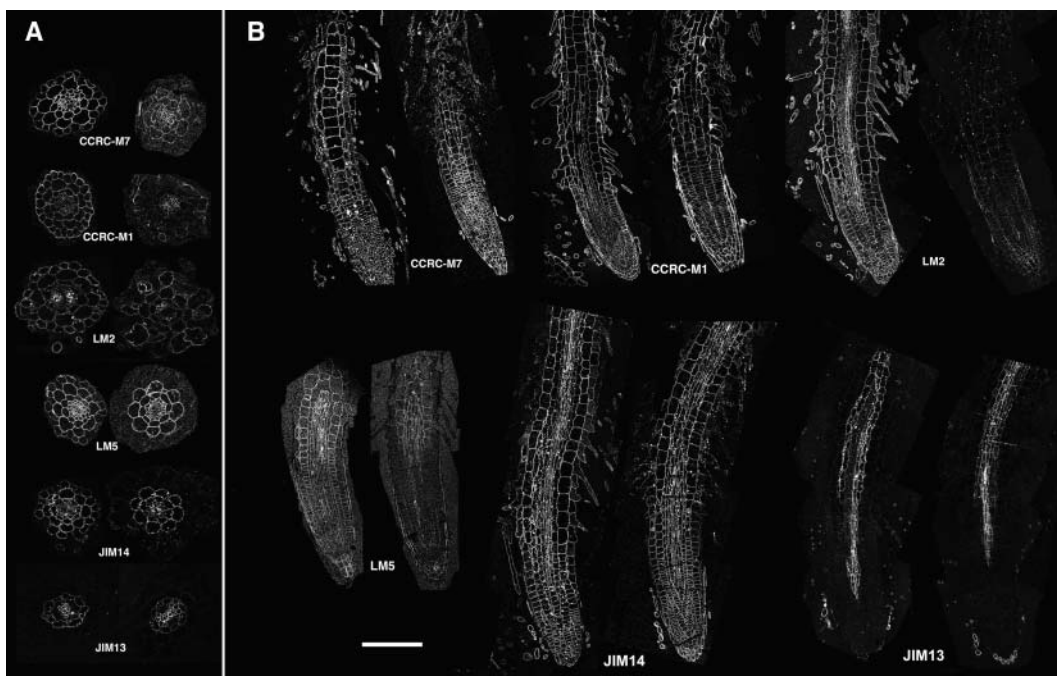 A
CCRC-M7
CCRC-M1
LM2
LM5
JIM14
JIM13
B
CCRC-M7
CCRC-M1
LM2
LM5
JIM14
JIM13